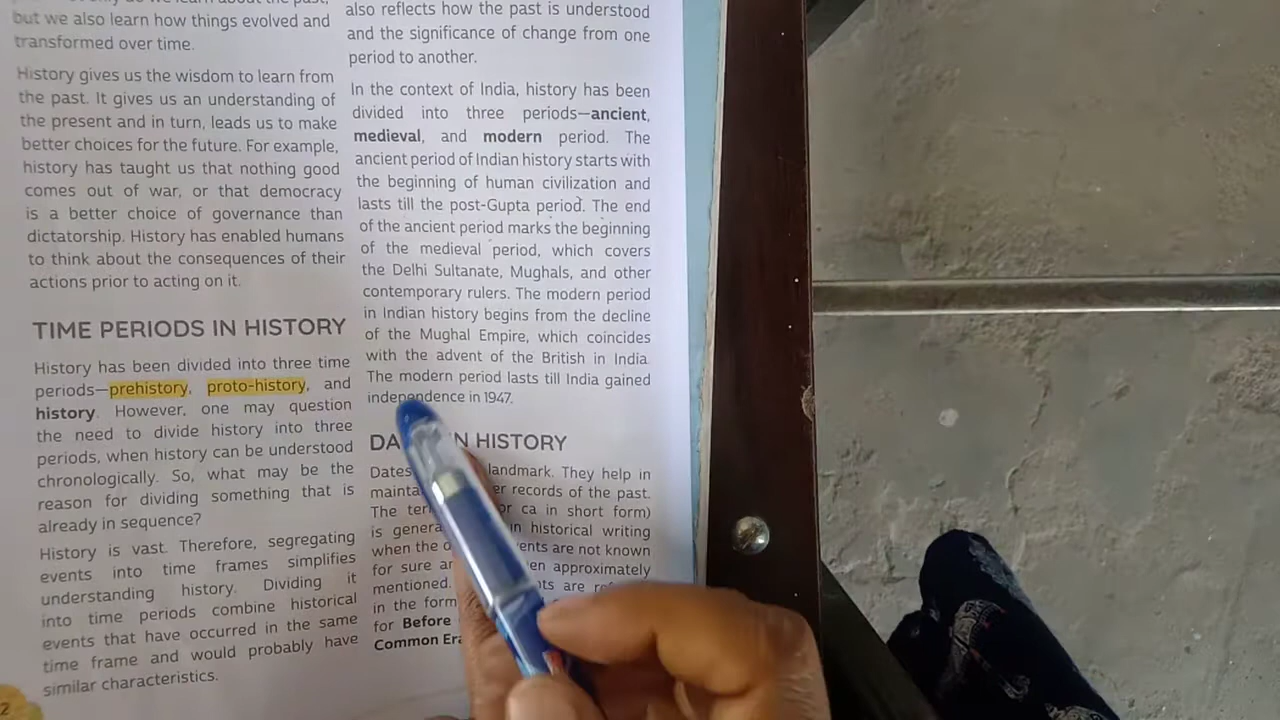 but we also learn how things evolved and
transformed over time.
History gives us the wisdom to learn from
the past. It gives us an understanding of
the present and in turn, leads us to make
better choices for the future. For example,
history has taught us that nothing good
comes out of war, or that democracy
is a better choice of governance than
dictatorship. History has enabled humans
to think about the consequences of their
actions prior to acting on it.
TIME PERIODS IN HISTORY
History has been divided into three time
periods—prehistory, proto-history, and
history. However, one may question
the need to divide history into three
periods, when history can be understood
chronologically. So, what may be the
reason for dividing something that is
already in sequence?
History is vast. Therefore, segregating
events into time frames simplifies
understanding history. Dividing it
into time periods combine historical
events that have occurred in the same
time frame and would probably have
similar characteristics.
2
also reflects how the past is understood
and the significance of change from one
period to another.
In the context of India, history has been
divided into three periods—ancient,
medieval, and modern period. The
ancient period of Indian history starts with
the beginning of human civilization and
lasts till the post-Gupta period. The end
of the ancient period marks the beginning
of the medieval period, which covers
the Delhi Sultanate, Mughals, and other
contemporary rulers. The modern period
in Indian history begins from the decline
of the Mughal Empire, which coincides
with the advent of the British in India.
The modern period lasts till India gained
independence in 1947.
IN HISTORY
Dates landmark. They help in
records of the past.
The or ca in short form)
is in historical writing
when the are not known
for sure approximately
mentioned. are
in the form
for Before
Common Era